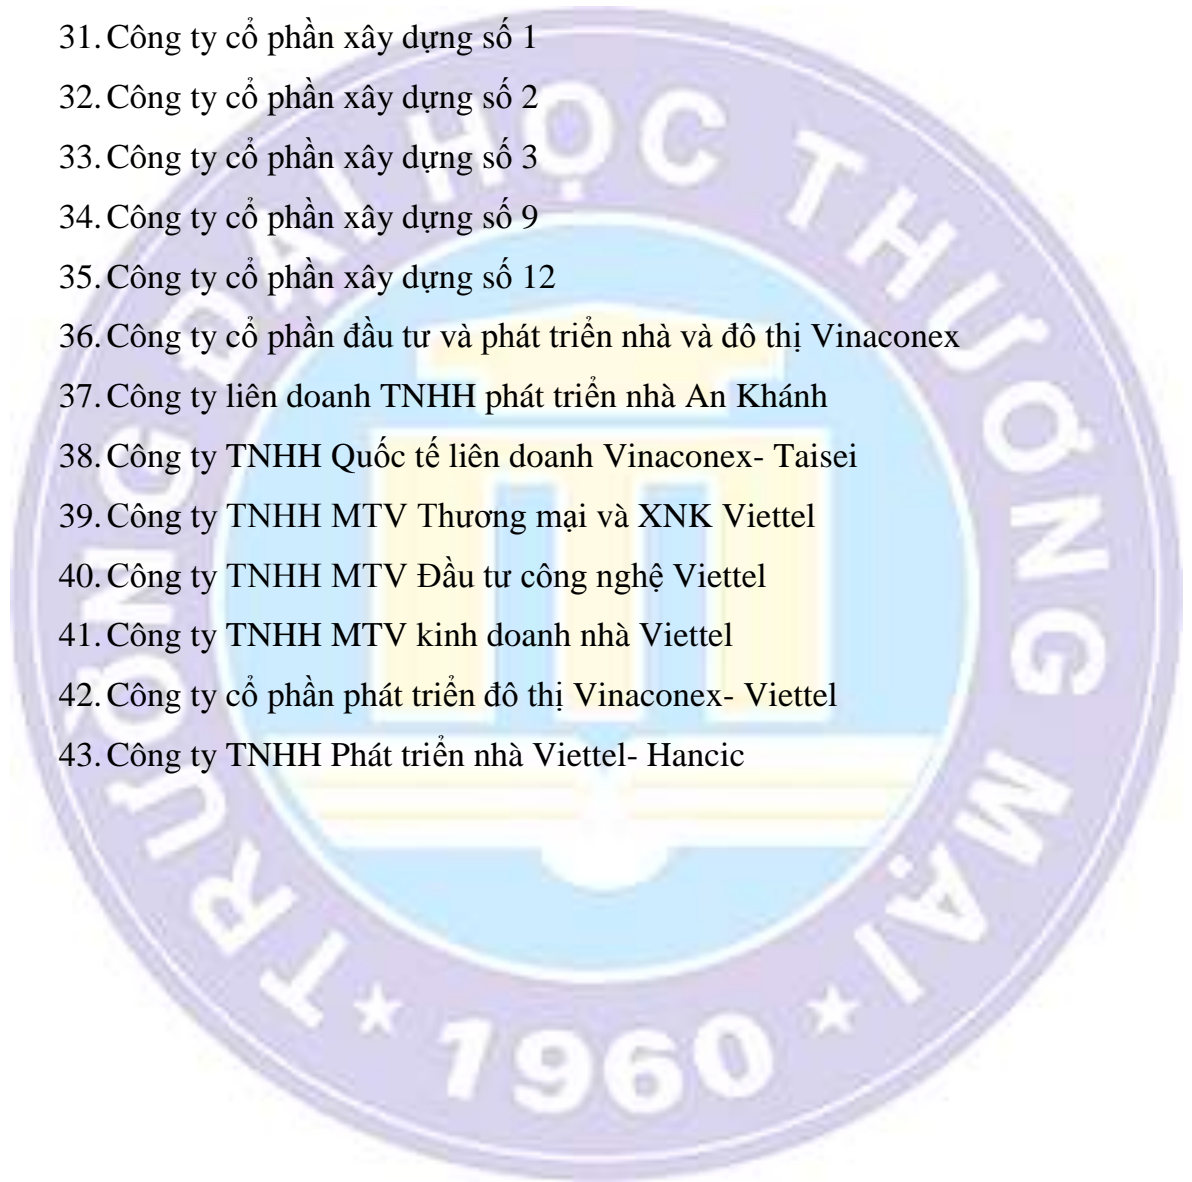 31. Công ty cổ phần xây dựng số 1
32. Công ty cổ phần xây dựng số 2
33. Công ty cổ phần xây dựng số 3
34. Công ty cổ phần xây dựng số 9
35. Công ty cổ phần xây dựng số 12
36. Công ty cổ phần đầu tư và phát triển nhà và đô thị Vinaconex
37. Công ty liên doanh TNHH phát triển nhà An Khánh
38. Công ty TNHH Quốc tế liên doanh Vinaconex- Taisei
39. Công ty TNHH MTV Thương mại và XNK Viettel
40. Công ty TNHH MTV Đầu tư công nghệ Viettel
41. Công ty TNHH MTV kinh doanh nhà Viettel
42. Công ty cổ phần phát triển đô thị Vinaconex- Viettel
43. Công ty TNHH Phát triển nhà Viettel- Hancic
TRƯỜNG ĐẠI HỌC THƯƠNG MẠI
★ 1960 ★